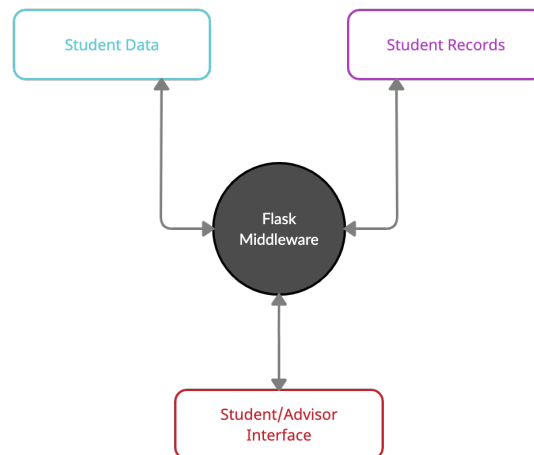 Student Data
Student Records
Flask
Middleware
Student/Advisor
Interface